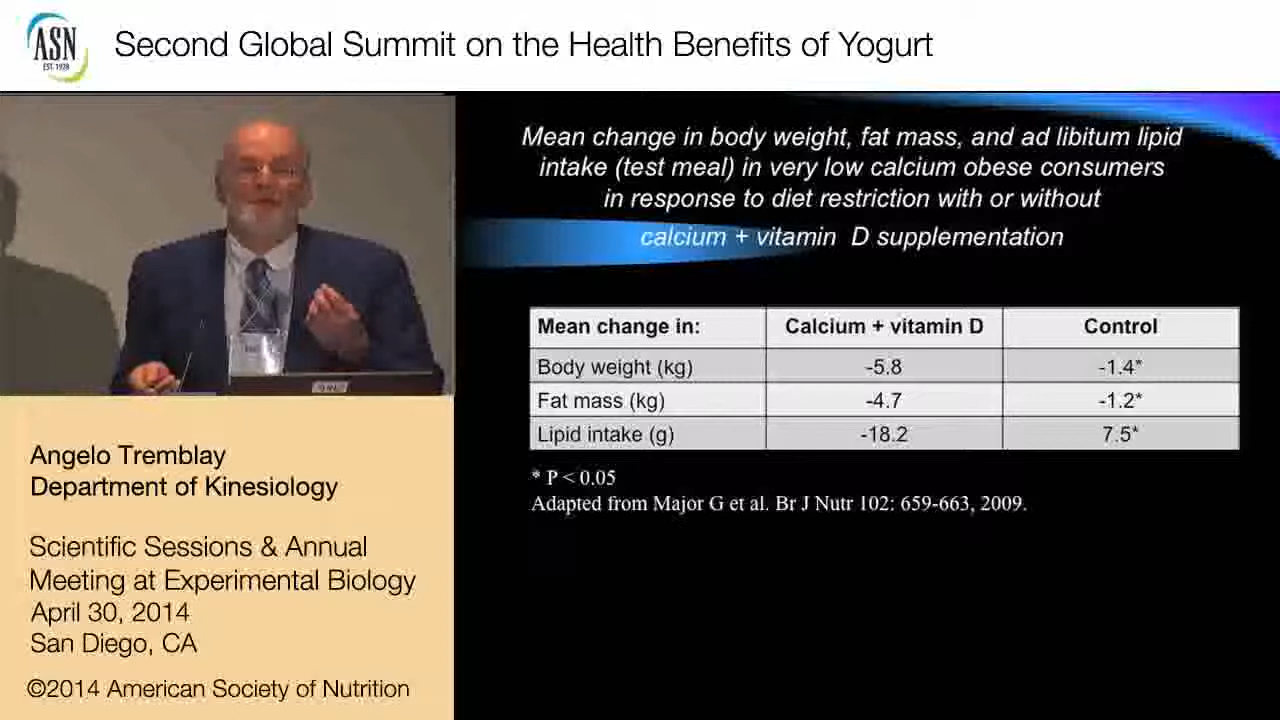 ASN
EST. 1928
Second Global Summit on the Health Benefits of Yogurt
Mean change in body weight, fat mass, and ad libitum lipid
intake (test meal) in very low calcium obese consumers
in response to diet restriction with or without
calcium + vitamin D supplementation
Mean change in: Calcium + vitamin D Control
Body weight (kg) -5.8 -1.4*
Fat mass (kg) -4.7 -1.2*
Lipid intake (g) -18.2 7.5*
* P < 0.05
Adapted from Major G et al. Br J Nutr 102: 659-663, 2009.
Angelo Tremblay
Department of Kinesiology
Scientific Sessions & Annual
Meeting at Experimental Biology
April 30, 2014
San Diego, CA
©2014 American Society of Nutrition